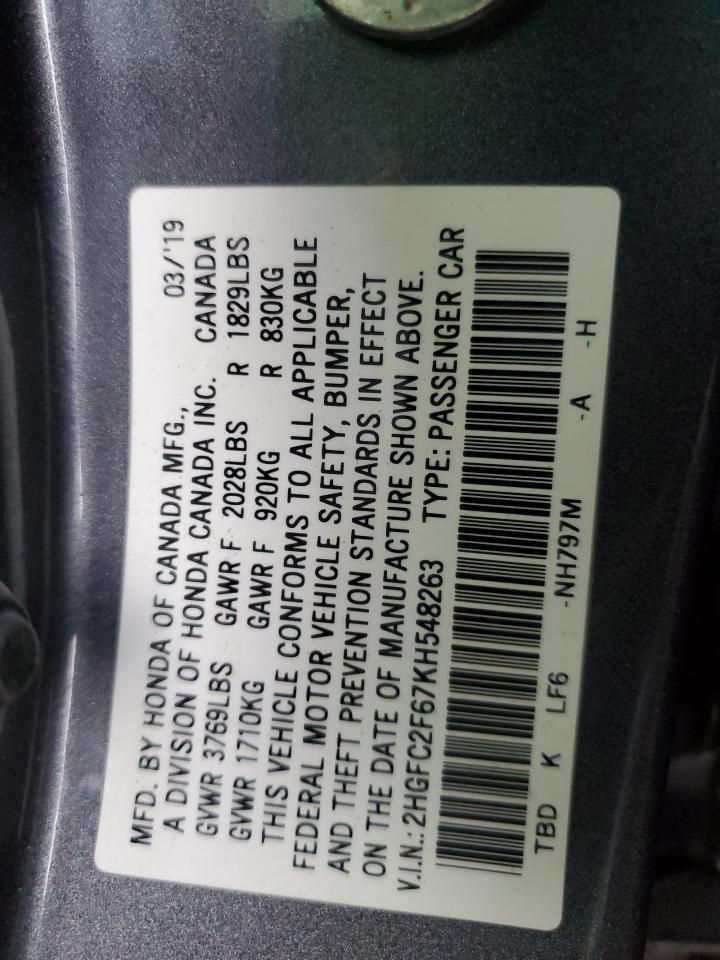 MFD. BY HONDA OF CANADA MFG., 03/'19
A DIVISION OF HONDA CANADA INC. CANADA
GVWR 3769LBS GAWR F 2028LBS R 1829LBS
GVWR 1710KG GAWR F 920KG R 830KG
THIS VEHICLE CONFORMS TO ALL APPLICABLE
FEDERAL MOTOR VEHICLE SAFETY, BUMPER,
AND THEFT PREVENTION STANDARDS IN EFFECT
ON THE DATE OF MANUFACTURE SHOWN ABOVE.
V.I.N.: 2HGFC2F67KH548263 TYPE: PASSENGER CAR
TBD K LF6 -NH797M -A -H